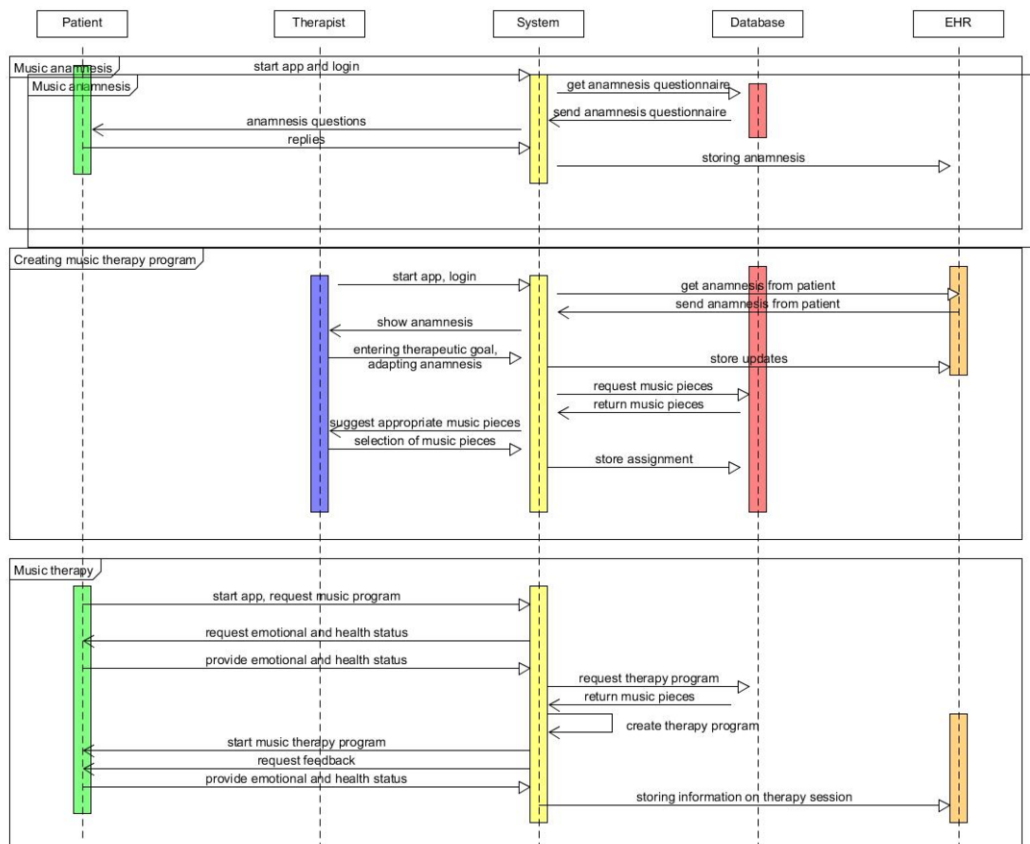 Patient
Therapist
System
Database
EHR
Music anamnesis
start app and login
Music anamnesis
get anamnesis questionnaire
send anamnesis questionnaire
anamnesis questions
replies
storing anamnesis
Creating music therapy program
start app, login
get anamnesis from patient
send anamnesis from patient
show anamnesis
entering therapeutic goal,
adapting anamnesis
store updates
request music pieces
return music pieces
suggest appropriate music pieces
selection of music pieces
store assignment
Music therapy
start app, request music program
request emotional and health status
provide emotional and health status
request therapy program
return music pieces
create therapy program
start music therapy program
request feedback
provide emotional and health status
storing information on therapy session